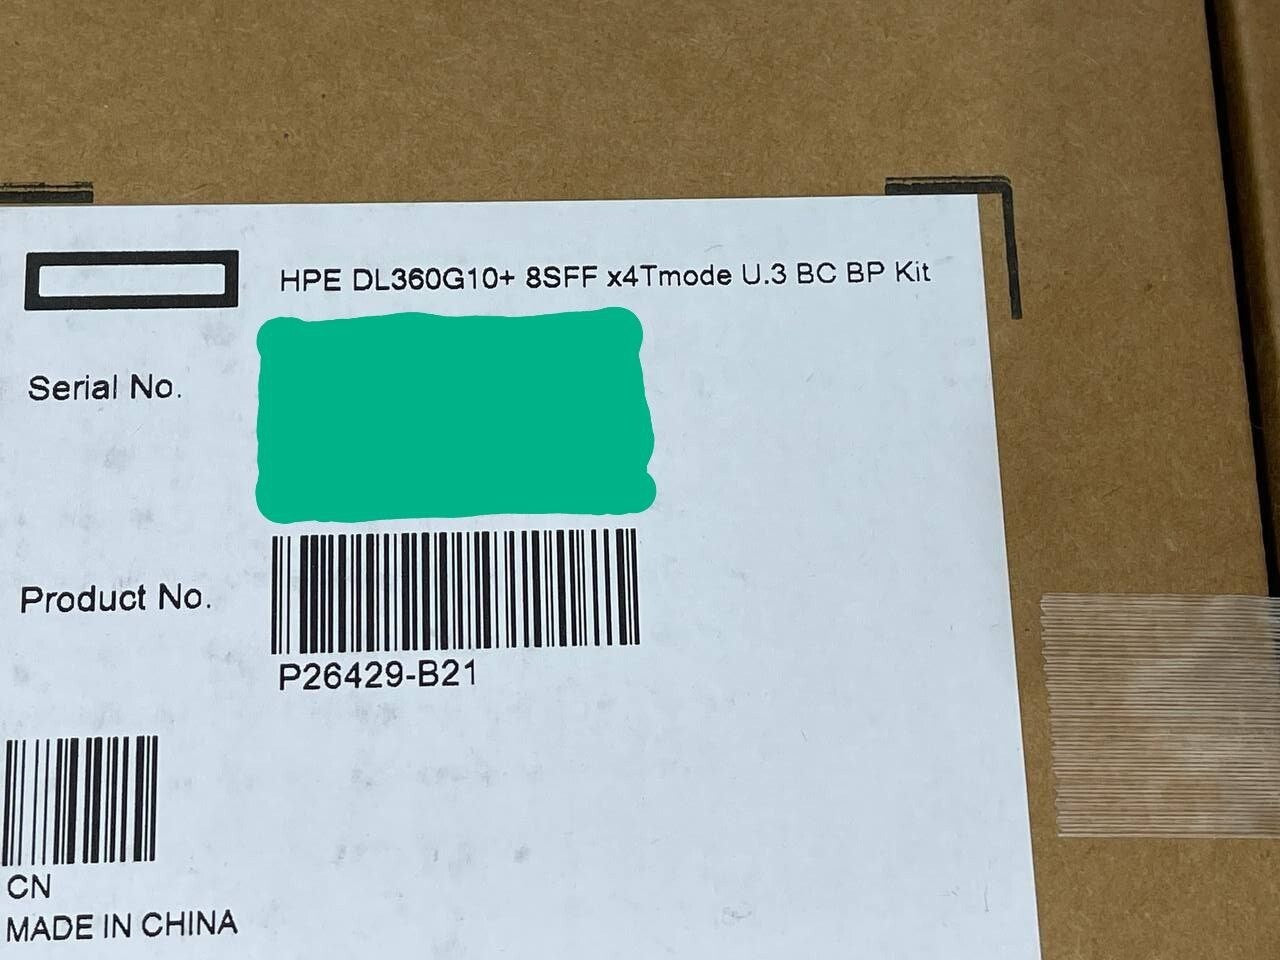 HPE DL360G10+ 8SFF x4Tmode U.3 BC BP Kit
Serial No.
Product No.
P26429-B21
CN
MADE IN CHINA